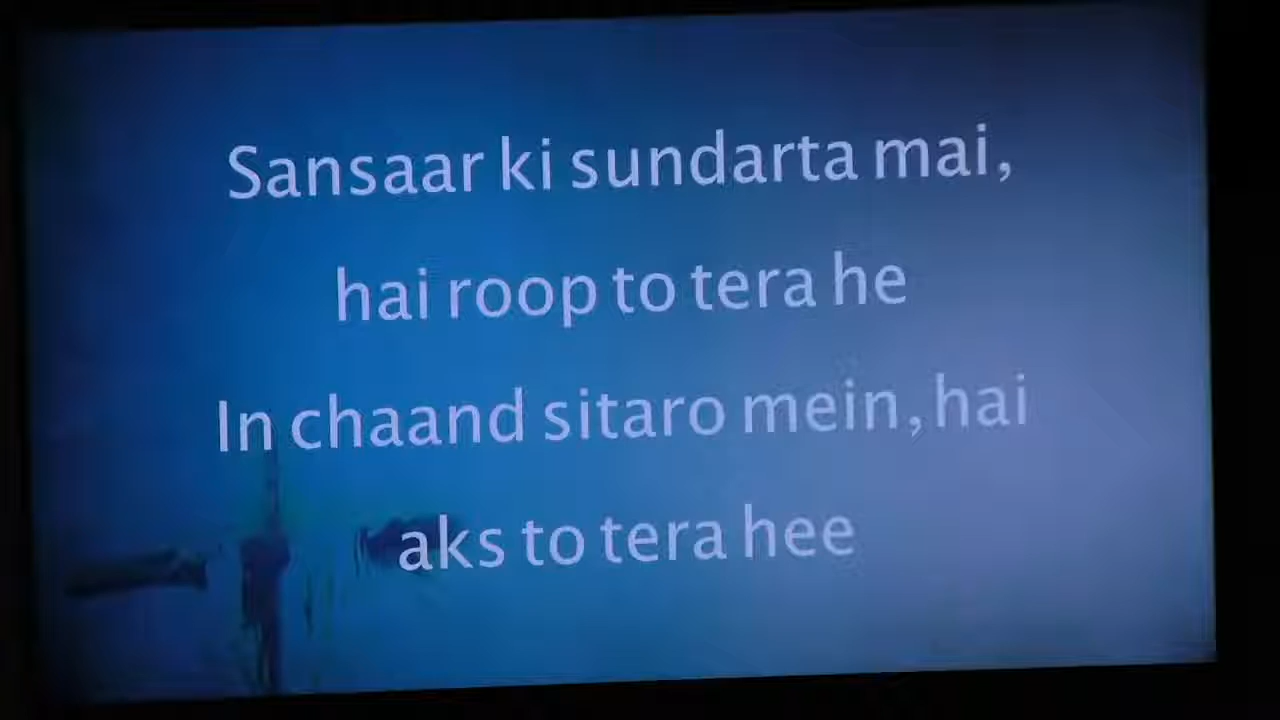 Sansaar ki sundarta mai,
hai roop to tera he
In chaand sitaro mein, hai
aks to tera hee